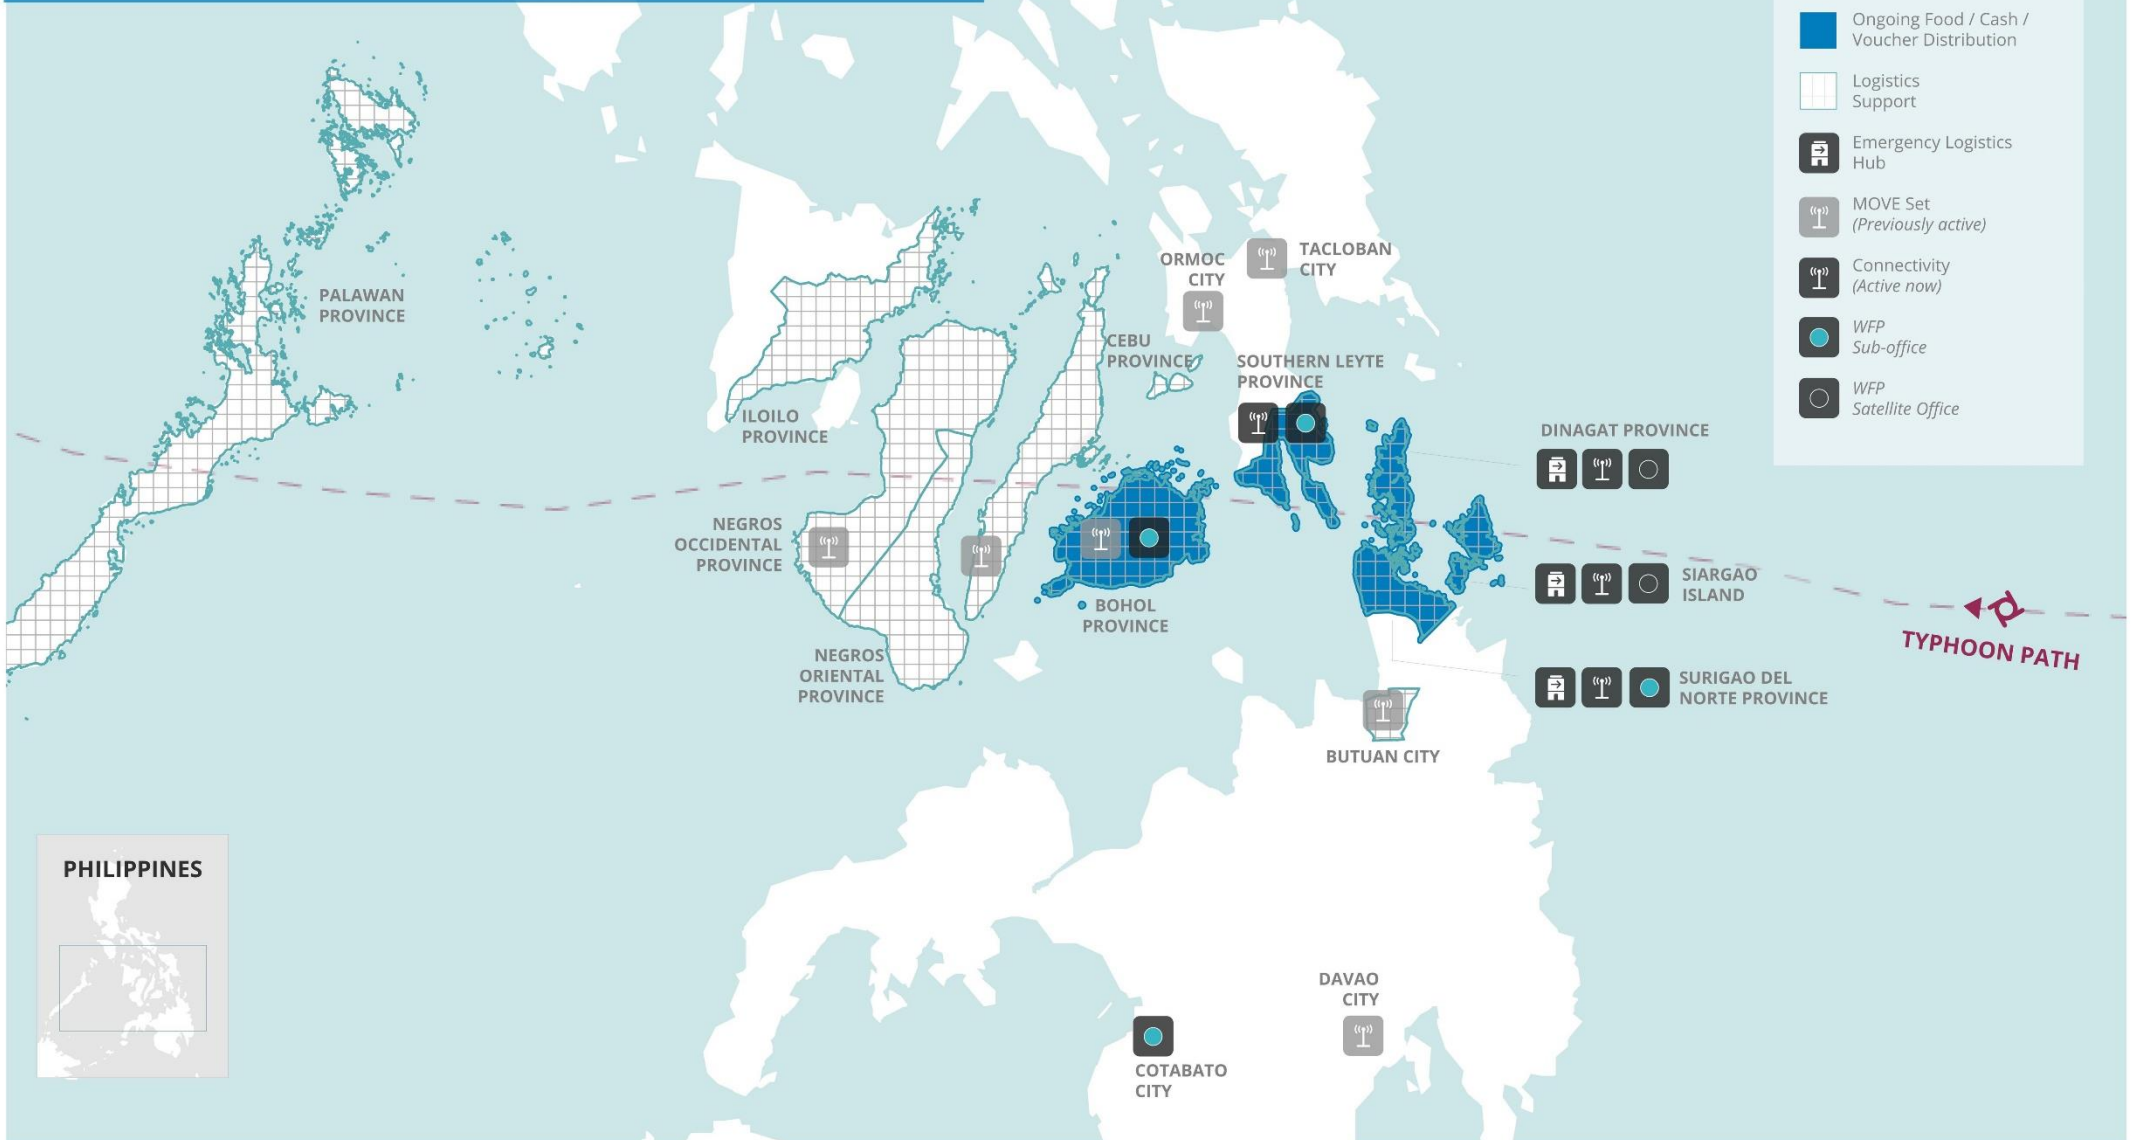 Ongoing Food / Cash /
Voucher Distribution
Logistics
Support
Emergency Logistics
Hub
MOVE Set
(Previously active)
Connectivity
(Active now)
WFP
Sub-office
WFP
Satellite Office
PALAWAN
PROVINCE
ORMOC
CITY
TACLOBAN
CITY
CEBU
PROVINCE
SOUTHERN LEYTE
PROVINCE
ILOILO
PROVINCE
DINAGAT PROVINCE
NEGROS
OCCIDENTAL
PROVINCE
SIARGAO
ISLAND
BOHOL
PROVINCE
TYPHOON PATH
NEGROS
ORIENTAL
PROVINCE
SURIGAO DEL
NORTE PROVINCE
BUTUAN CITY
PHILIPPINES
DAVAO
CITY
COTABATO
CITY